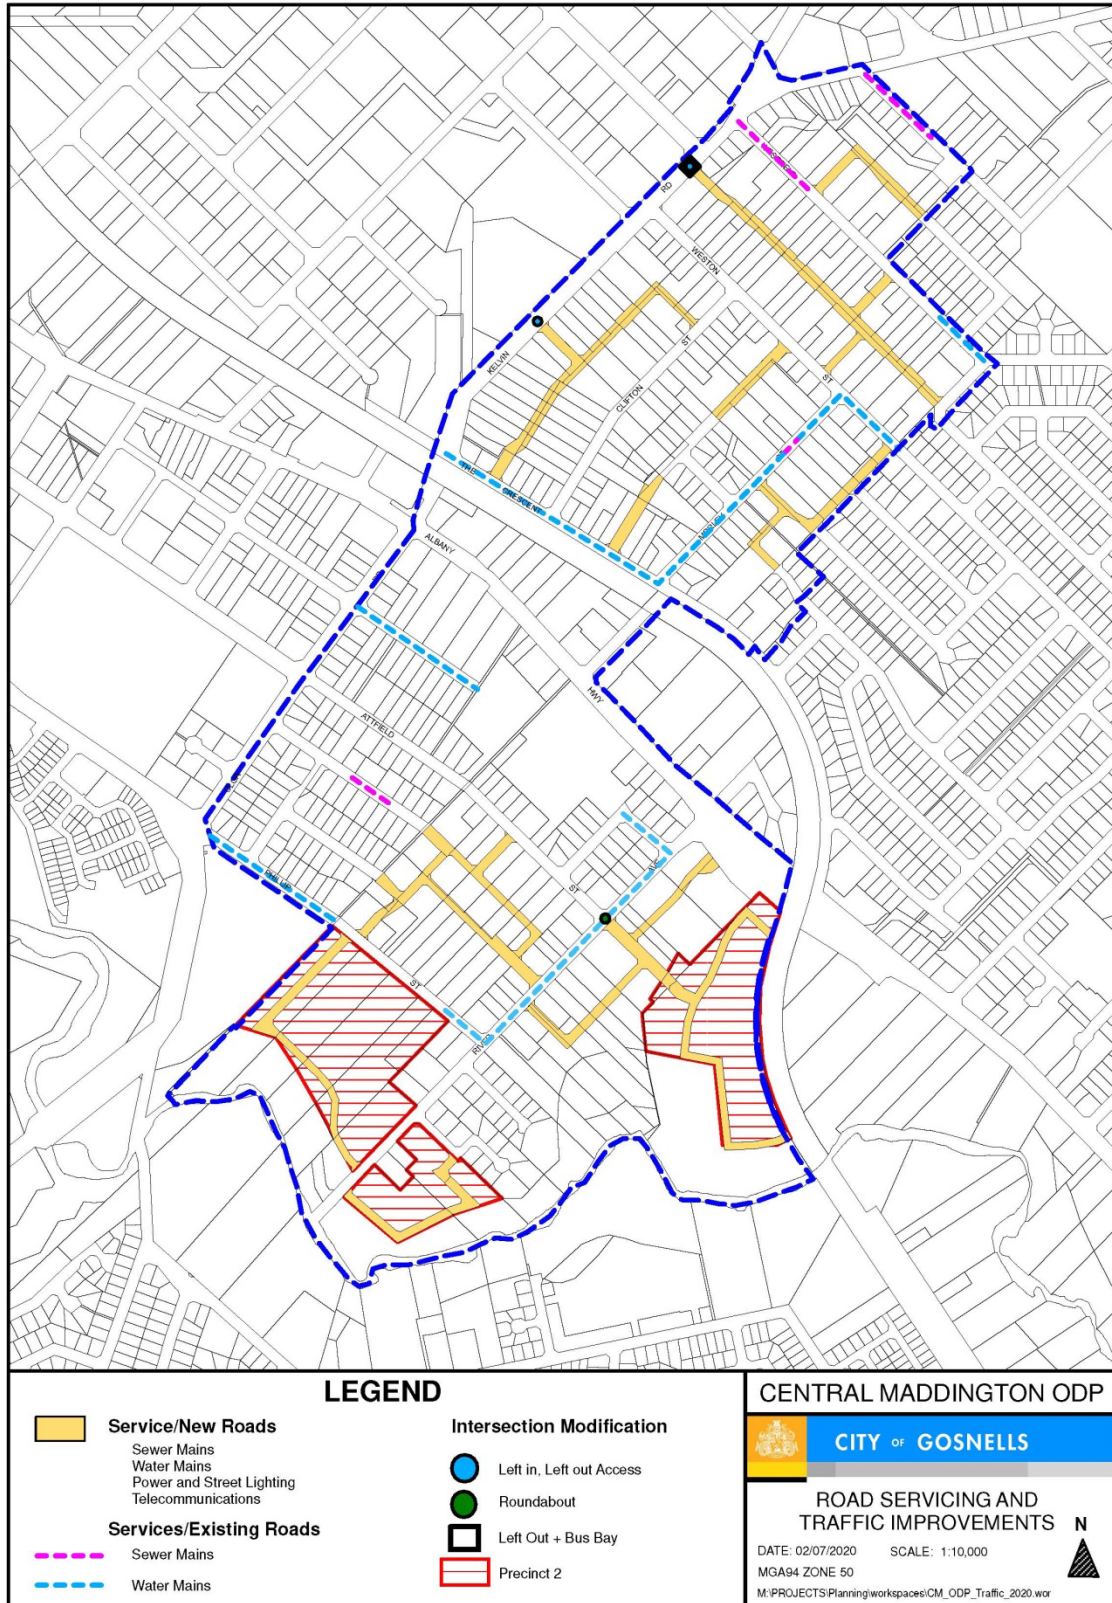 RD
WESTON
ST
KELVIN
ST
CLIFTON
THE
CRESCENT
ALBANY
HWY
ATTFIELD
ST
AVE
PHILLIP
ST
RIVER
LEGEND
Service/New Roads
Sewer Mains
Water Mains
Power and Street Lighting
Telecommunications
Services/Existing Roads
Sewer Mains
Water Mains
Intersection Modification
Left in, Left out Access
Roundabout
Left Out + Bus Bay
Precinct 2
CENTRAL MADDINGTON ODP
CITY OF GOSNELLS
ROAD SERVICING AND
TRAFFIC IMPROVEMENTS
N
DATE: 02/07/2020 SCALE: 1:10,000
MGA94 ZONE 50
M:\PROJECTS\Planning\workspaces\CM_ODP_Traffic_2020.wor